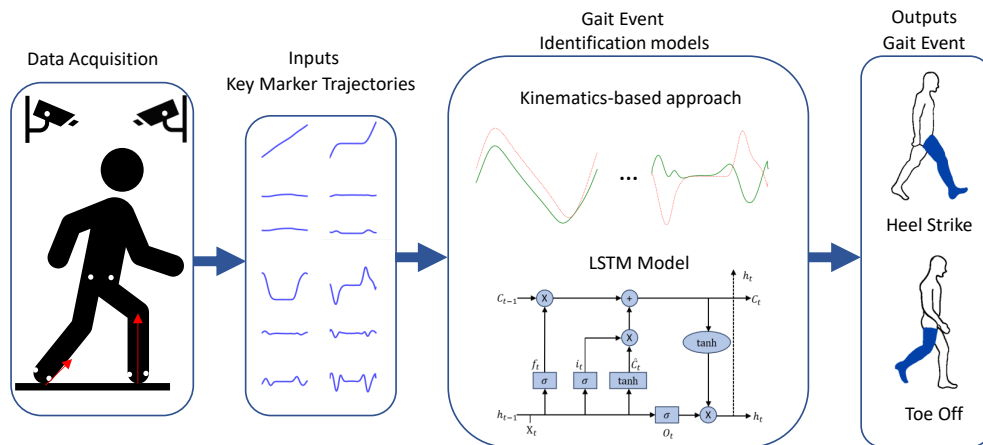 Data Acquisition
Inputs
Key Marker Trajectories
Gait Event
Identification models
Outputs
Gait Event
Kinematics-based approach
...
LSTM Model
h_t
C_{t-1}
X
+
C_t
X
tanh
f_t
i_t
Ĉ_t
σ
σ
tanh
h_{t-1}
X_t
σ
O_t
X
h_t
Heel Strike
Toe Off